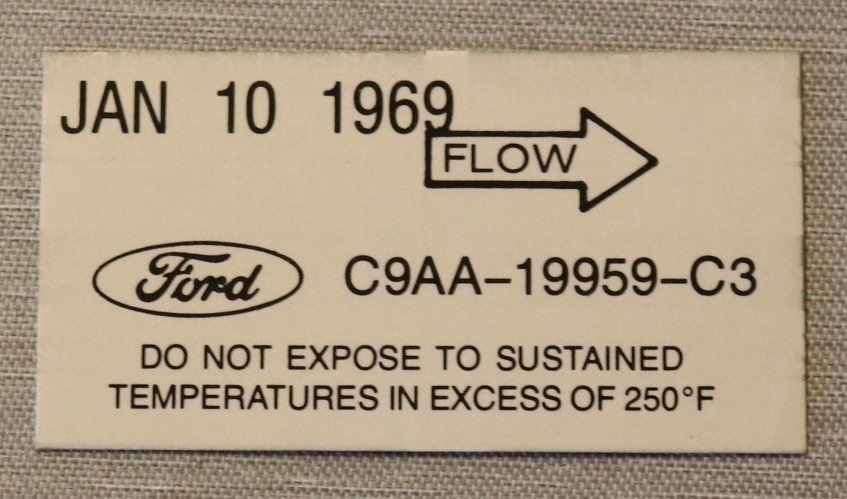 JAN 10 1969
FLOW
Ford C9AA-19959-C3
DO NOT EXPOSE TO SUSTAINED
TEMPERATURES IN EXCESS OF 250°F